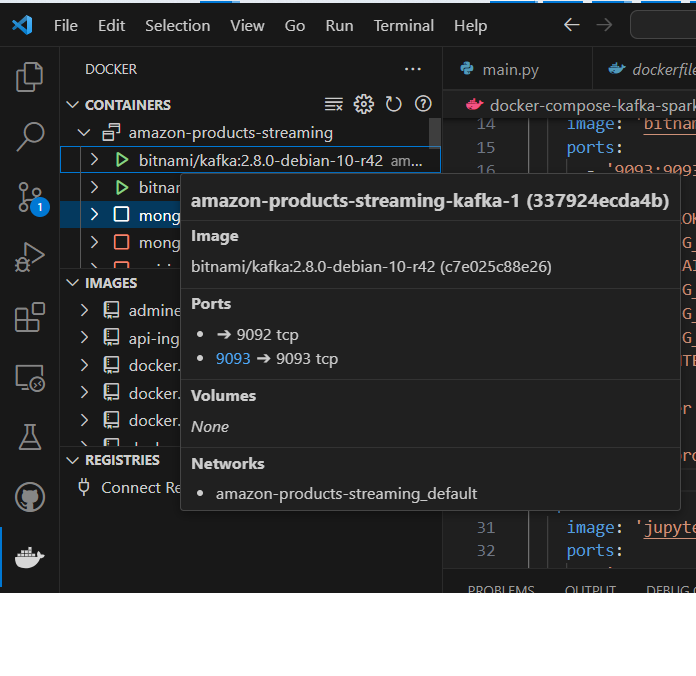 File Edit Selection View Go Run Terminal Help
DOCKER
main.py
dockerfile
CONTAINERS
docker-compose-kafka-spark
amazon-products-streaming
14 image: 'bitnam
bitnami/kafka:2.8.0-debian-10-r42 am...
15 ports:
16 - '9093:9093
bitnar
mong
mong
amazon-products-streaming-kafka-1 (337924ecda4b)
Image
bitnami/kafka:2.8.0-debian-10-r42 (c7e025c88e26)
Ports
• ➔ 9092 tcp
• 9093 ➔ 9093 tcp
Volumes
None
Networks
• amazon-products-streaming_default
1
IMAGES
admine
api-ing
docker.
docker.
docker.
REGISTRIES
Connect Re
31 image: 'jupyte
32 ports:
PROBLEMS OUTPUT DEBUG